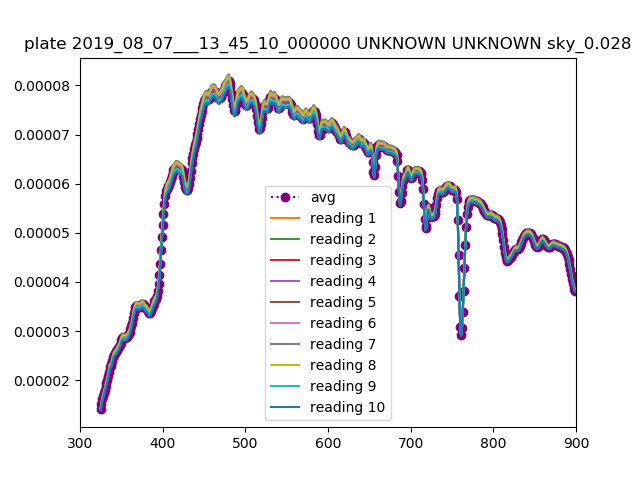 plate 2019_08_07___13_45_10_000000 UNKNOWN UNKNOWN sky_0.028
0.00008
0.00007
0.00006
0.00005
0.00004
0.00003
0.00002
avg
reading 1
reading 2
reading 3
reading 4
reading 5
reading 6
reading 7
reading 8
reading 9
reading 10
300 400 500 600 700 800 900